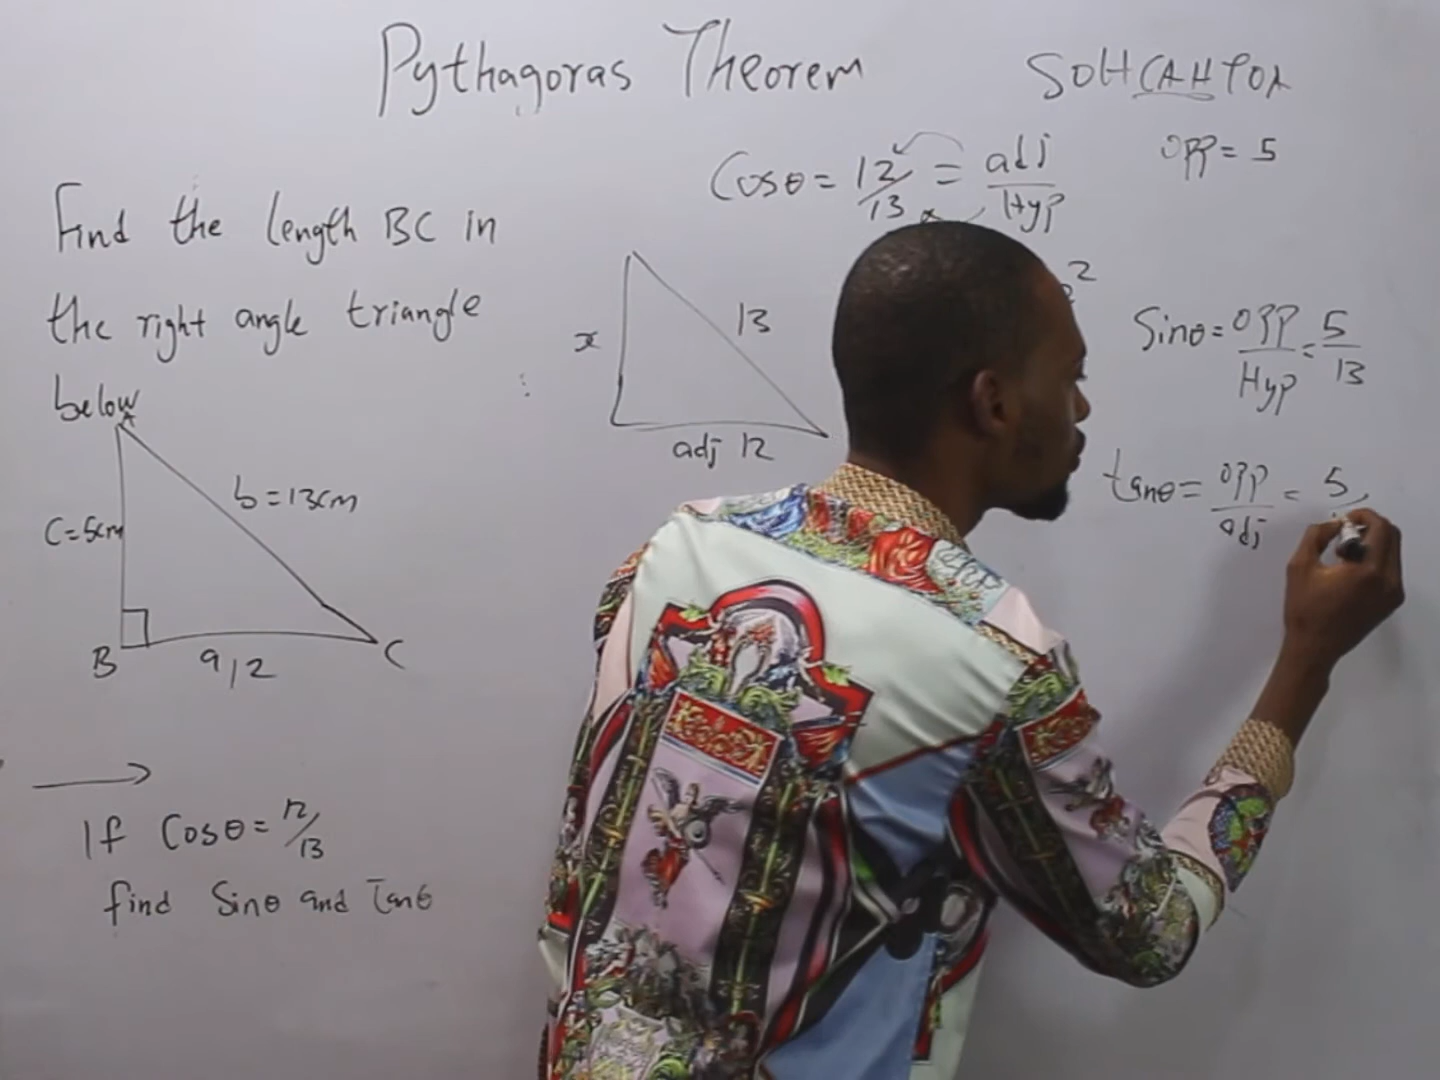 Pythagoras Theorem
SOHCAHTOA
Cosθ = 12/13 = adj/Hyp
opp = 5
Find the length BC in
the right angle triangle
below
A
C=5cm
b=13cm
B
a 12
C
x
13
adj 12
2
Sinθ = opp/Hyp = 5/13
tanθ = opp/adj = 5/
If Cosθ = 12/13
find Sinθ and Tanθ